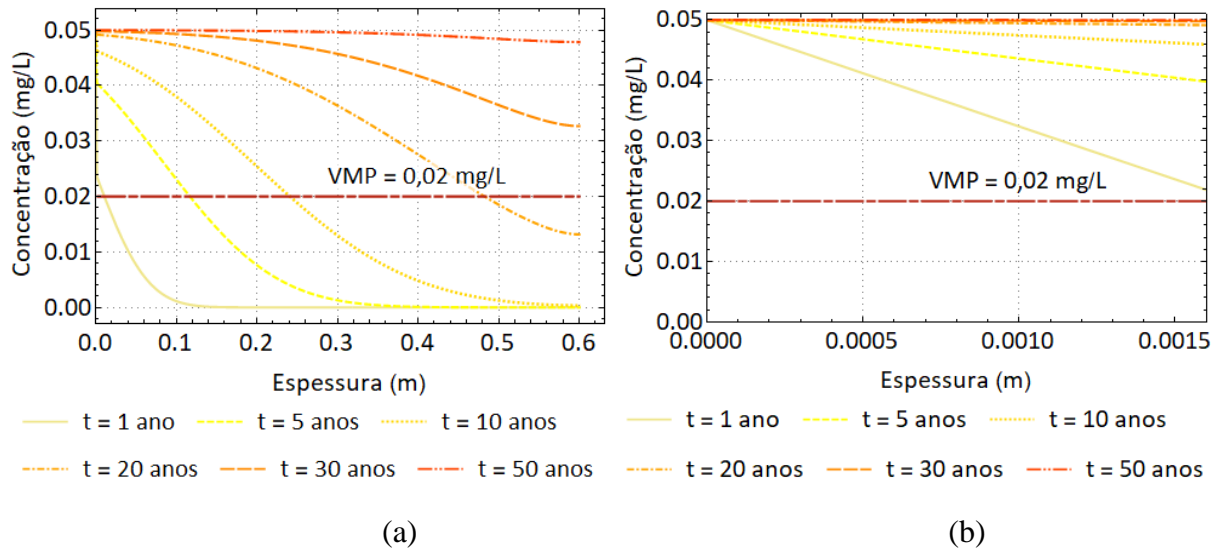 Concentração (mg/L)
0.05
0.04
0.03
0.02
0.01
0.00
VMP = 0,02 mg/L
0.0 0.1 0.2 0.3 0.4 0.5 0.6
Espessura (m)
t = 1 ano t = 5 anos t = 10 anos
t = 20 anos t = 30 anos t = 50 anos
(a)
Concentração (mg/L)
0.05
0.04
0.03
0.02
0.01
0.00
VMP = 0,02 mg/L
0.0000 0.0005 0.0010 0.0015
Espessura (m)
t = 1 ano t = 5 anos t = 10 anos
t = 20 anos t = 30 anos t = 50 anos
(b)